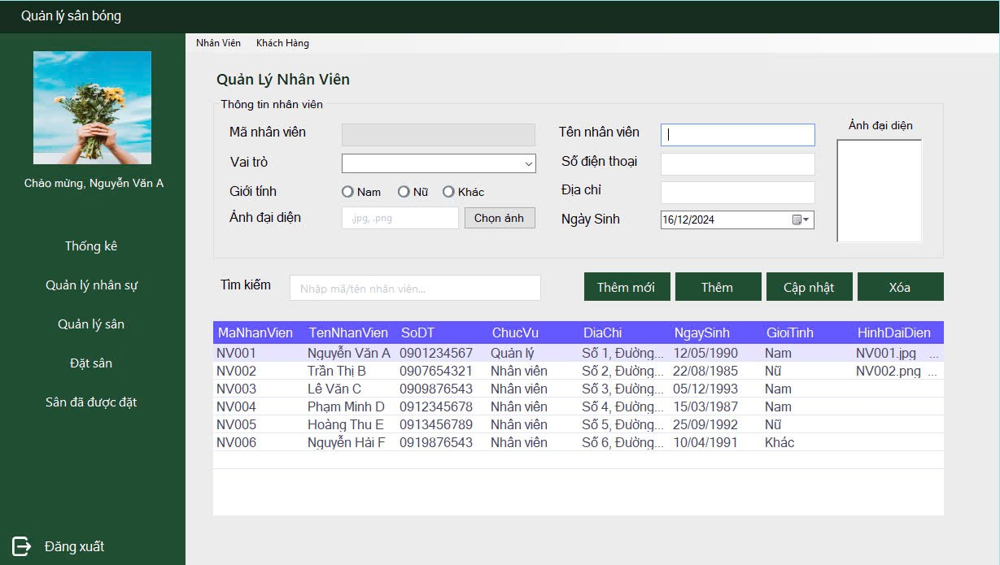 Quản lý sân bóng
Chào mừng, Nguyễn Văn A
Thống kê
Quản lý nhân sự
Quản lý sân
Đặt sân
Sân đã được đặt
Đăng xuất
Nhân Viên Khách Hàng
Quản Lý Nhân Viên
Thông tin nhân viên
Mã nhân viên Tên nhân viên Ảnh đại diện
Vai trò Số điện thoại
Giới tính Nam Nữ Khác Địa chỉ
Ảnh đại diện .jpg, .png Chọn ảnh Ngày Sinh 16/12/2024
Tìm kiếm Nhập mã/tên nhân viên... Thêm mới Thêm Cập nhật Xóa
MaNhanVien TenNhanVien SoDT ChucVu DiaChi NgaySinh GioiTinh HinhDaiDien
NV001 Nguyễn Văn A 0901234567 Quản lý Số 1, Đường... 12/05/1990 Nam NV001.jpg ...
NV002 Trần Thị B 0907654321 Nhân viên Số 2, Đường... 22/08/1985 Nữ NV002.png ...
NV003 Lê Văn C 0909876543 Nhân viên Số 3, Đường... 05/12/1993 Nam
NV004 Phạm Minh D 0912345678 Nhân viên Số 4, Đường... 15/03/1987 Nam
NV005 Hoàng Thu E 0913456789 Nhân viên Số 5, Đường... 25/09/1992 Nữ
NV006 Nguyễn Hải F 0919876543 Nhân viên Số 6, Đường... 10/04/1991 Khác